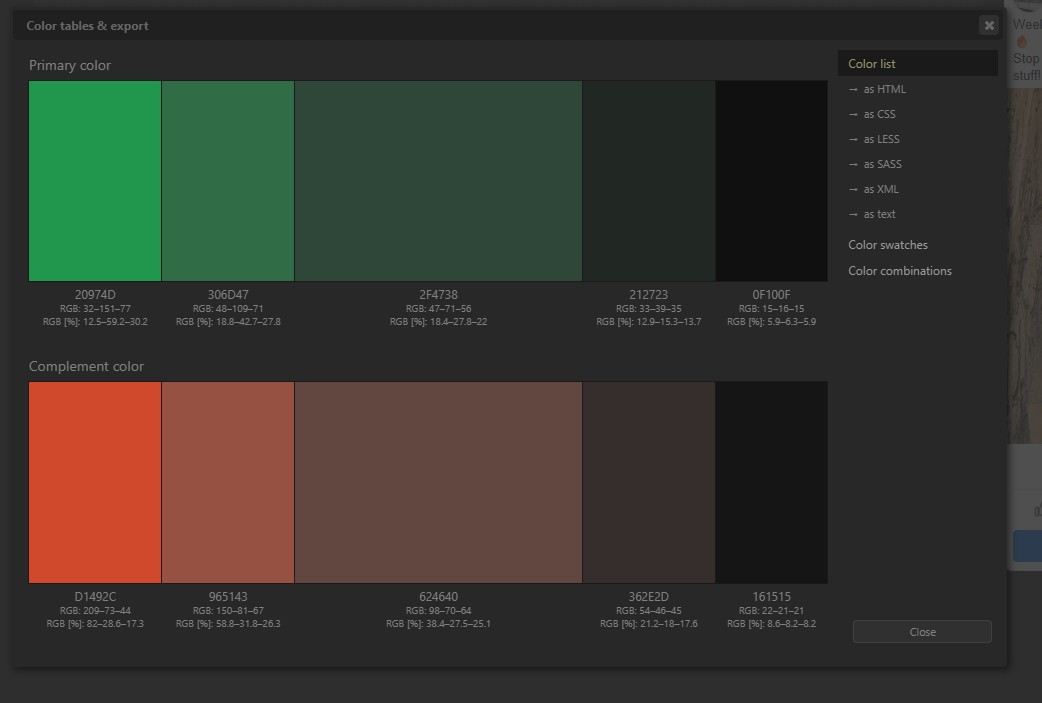 Color tables & export
Primary color
20974D
RGB: 32–151–77
RGB [%]: 12.5–59.2–30.2
306D47
RGB: 48–109–71
RGB [%]: 18.8–42.7–27.8
2F4738
RGB: 47–71–56
RGB [%]: 18.4–27.8–22
212723
RGB: 33–39–35
RGB [%]: 12.9–15.3–13.7
0F100F
RGB: 15–16–15
RGB [%]: 5.9–6.3–5.9
Complement color
D1492C
RGB: 209–73–44
RGB [%]: 82–28.6–17.3
965143
RGB: 150–81–67
RGB [%]: 58.8–31.8–26.3
624640
RGB: 98–70–64
RGB [%]: 38.4–27.5–25.1
362E2D
RGB: 54–46–45
RGB [%]: 21.2–18–17.6
161515
RGB: 22–21–21
RGB [%]: 8.6–8.2–8.2
Color list
→ as HTML
→ as CSS
→ as LESS
→ as SASS
→ as XML
→ as text
Color swatches
Color combinations
Close
Stop
stuff!